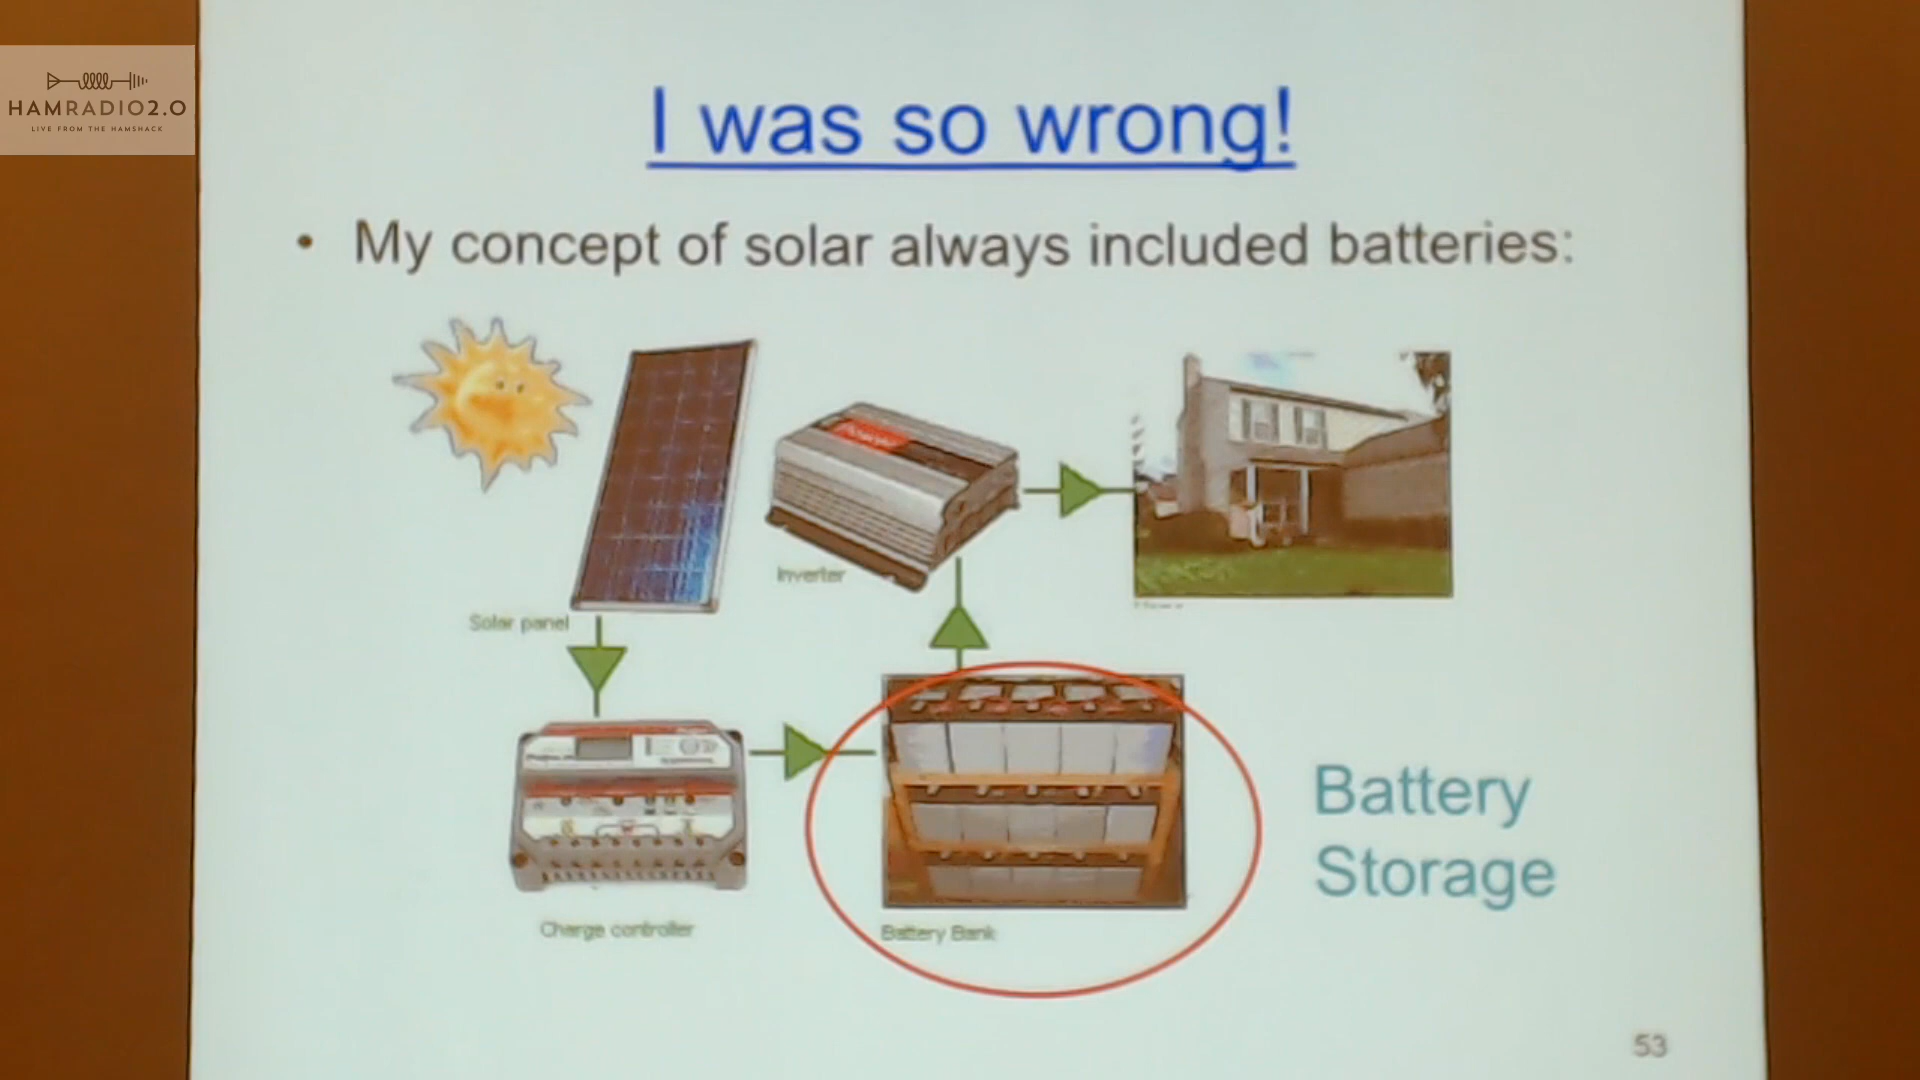 HAMRADIO2.0
LIVE FROM THE HAMSHACK
I was so wrong!
• My concept of solar always included batteries:
Inverter
Solar panel
Battery
Storage
Charge controller
Battery Bank
53